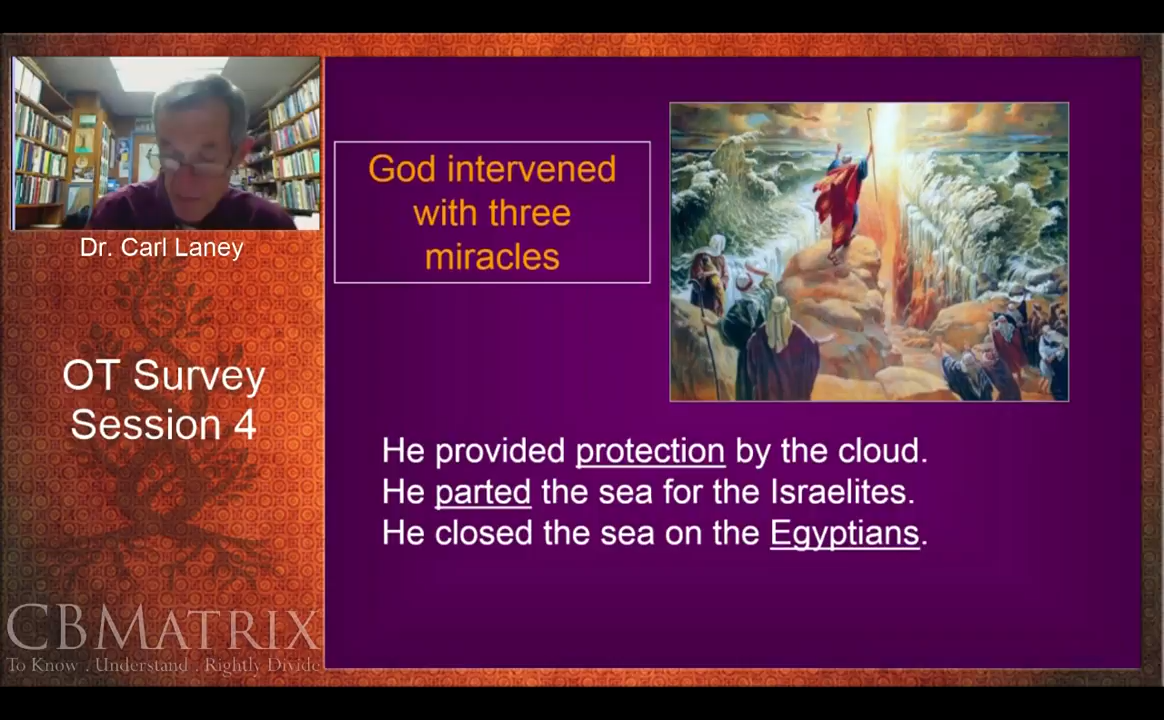 Dr. Carl Laney
OT Survey
Session 4
CBMATRIX
To Know . Understand . Rightly Divide
God intervened
with three
miracles
He provided protection by the cloud.
He parted the sea for the Israelites.
He closed the sea on the Egyptians.